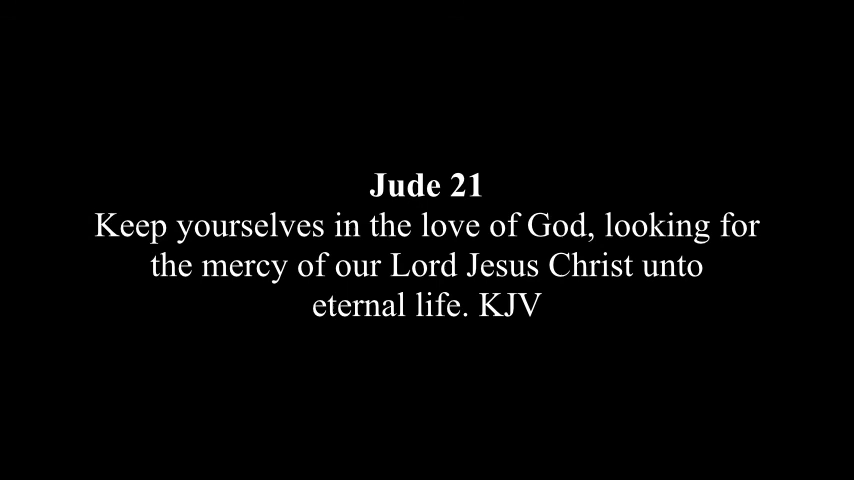 Jude 21
Keep yourselves in the love of God, looking for
the mercy of our Lord Jesus Christ unto
eternal life. KJV